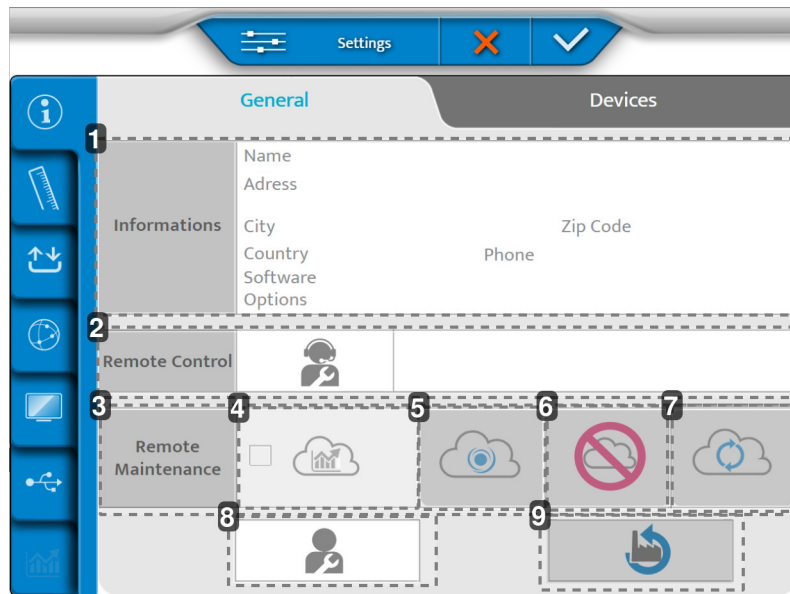 Settings
General
Devices
1
Name
Adress
Informations
City
Zip Code
Country
Phone
Software
Options
2
Remote Control
3
4
5
6
7
Remote
Maintenance
8
9